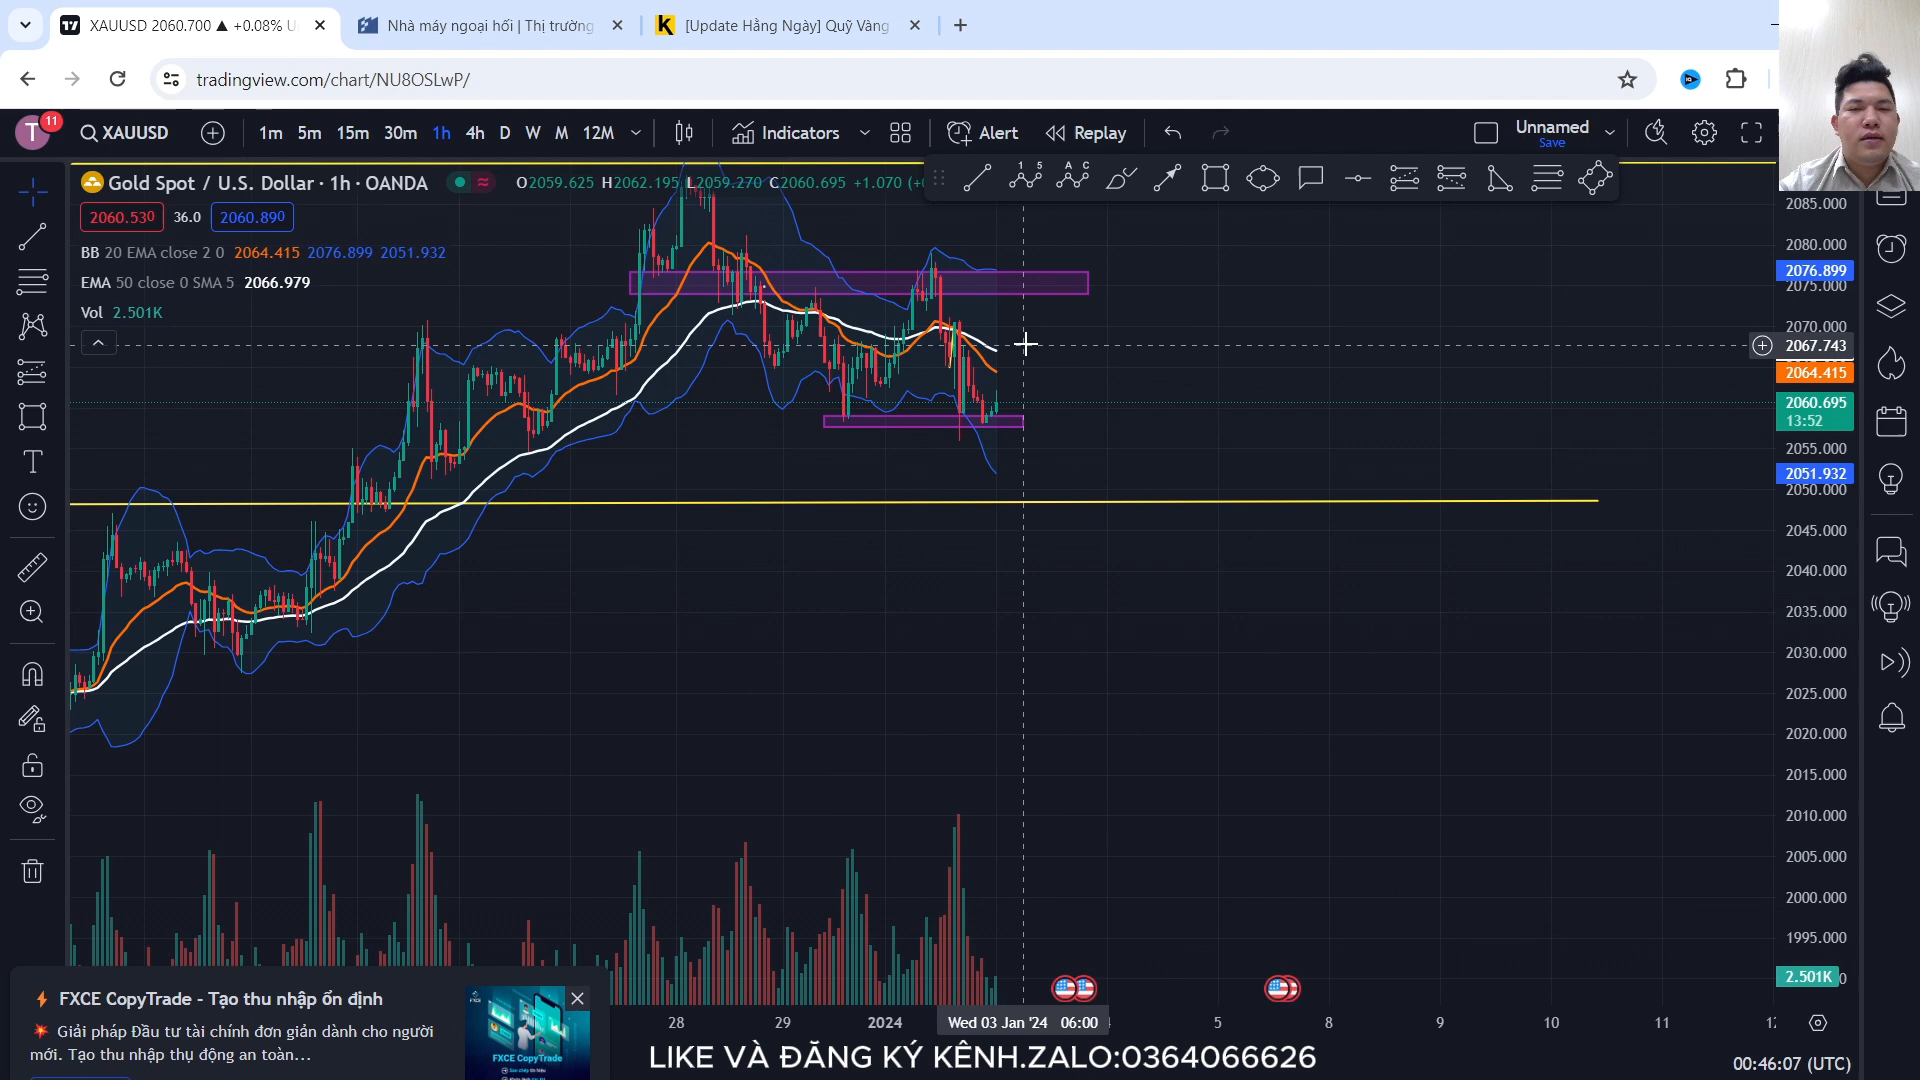 XAUUSD 2060.700 ▲ +0.08% U
Nhà máy ngoại hối | Thị trường
[Update Hằng Ngày] Quỹ Vàng
tradingview.com/chart/NU8OSLwP/
T
11
XAUUSD
1m 5m 15m 30m 1h 4h D W M 12M
Indicators
Alert
Replay
Unnamed
Save
Gold Spot / U.S. Dollar · 1h · OANDA
O2059.625 H2062.195 L2059.270 C2060.695 +1.070 (+0
2060.530 36.0 2060.890
BB 20 EMA close 2 0 2064.415 2076.899 2051.932
EMA 50 close 0 SMA 5 2066.979
Vol 2.501K
2085.000
2080.000
2076.899
2075.000
2070.000
2067.743
2064.415
2060.695
13:52
2055.000
2051.932
2050.000
2045.000
2040.000
2035.000
2030.000
2025.000
2020.000
2015.000
2010.000
2005.000
2000.000
1995.000
2.501K
28 29 2024 Wed 03 Jan '24 06:00 5 8 9 10 11
FXCE CopyTrade - Tạo thu nhập ổn định
Giải pháp Đầu tư tài chính đơn giản dành cho người
mới. Tạo thu nhập thụ động an toàn...
FXCE CopyTrade
LIKE VÀ ĐĂNG KÝ KÊNH.ZALO:0364066626
00:46:07 (UTC)